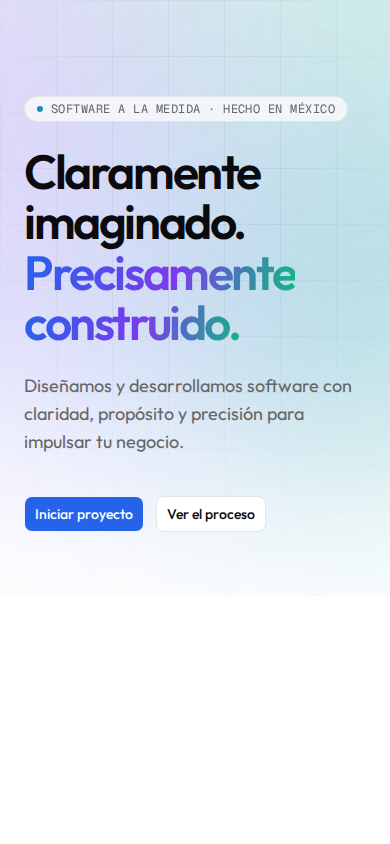 SOFTWARE A LA MEDIDA · HECHO EN MÉXICO
Claramente
imaginado.
Precisamente
construido.
Diseñamos y desarrollamos software con
claridad, propósito y precisión para
impulsar tu negocio.
Iniciar proyecto
Ver el proceso